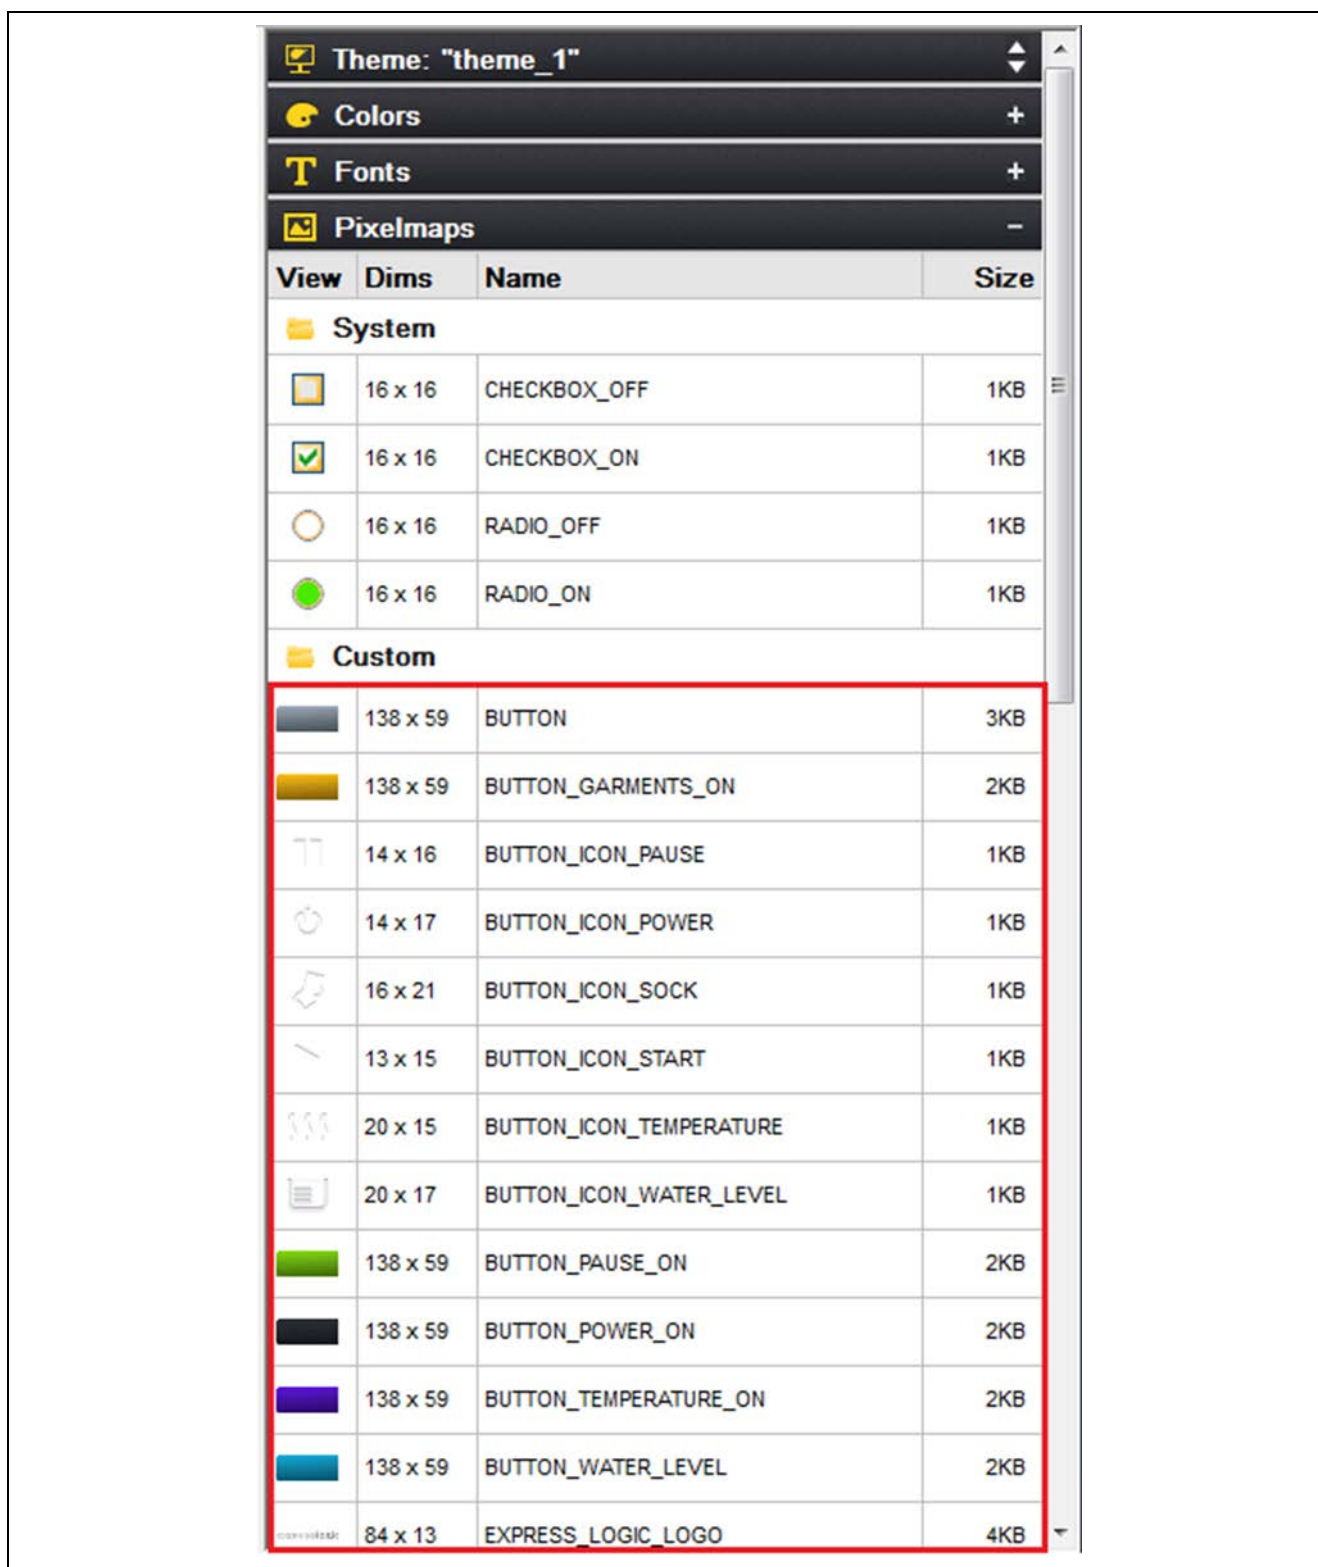 Theme: "theme_1"
Colors +
Fonts +
Pixelmaps -
View Dims Name Size
System
16 x 16 CHECKBOX_OFF 1KB
16 x 16 CHECKBOX_ON 1KB
16 x 16 RADIO_OFF 1KB
16 x 16 RADIO_ON 1KB
Custom
138 x 59 BUTTON 3KB
138 x 59 BUTTON_GARMENTS_ON 2KB
14 x 16 BUTTON_ICON_PAUSE 1KB
14 x 17 BUTTON_ICON_POWER 1KB
16 x 21 BUTTON_ICON_SOCK 1KB
13 x 15 BUTTON_ICON_START 1KB
20 x 15 BUTTON_ICON_TEMPERATURE 1KB
20 x 17 BUTTON_ICON_WATER_LEVEL 1KB
138 x 59 BUTTON_PAUSE_ON 2KB
138 x 59 BUTTON_POWER_ON 2KB
138 x 59 BUTTON_TEMPERATURE_ON 2KB
138 x 59 BUTTON_WATER_LEVEL 2KB
84 x 13 EXPRESS_LOGIC_LOGO 4KB